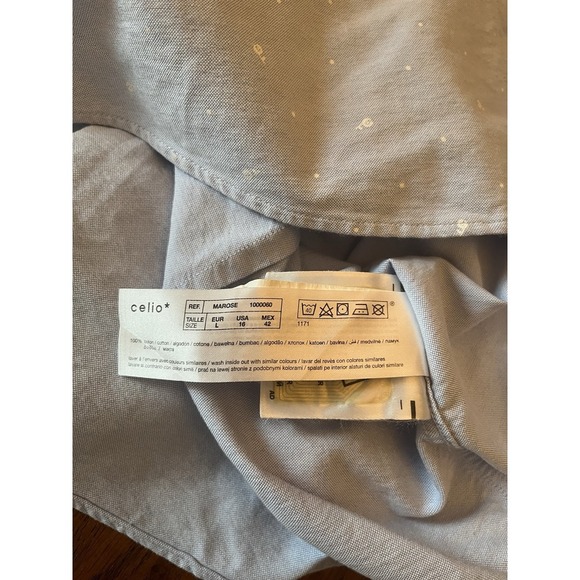 celio*
REF. MAROSE 1000060
TAILLE EUR USA MEX
SIZE L 16 42
1171
100% coton / cotton / algodon / cotone / bawełna / bumbac / algodão / хлопок / katoen / bavlna / قطن / medvilnė / памук
laver à l'envers avec couleurs similaires / wash inside out with similar colours / lavar del revés con colores similares
lavare al contrario con tinte simili / prać na lewej stronie z podobnymi kolorami / spălați pe interior alaturi de culori similare